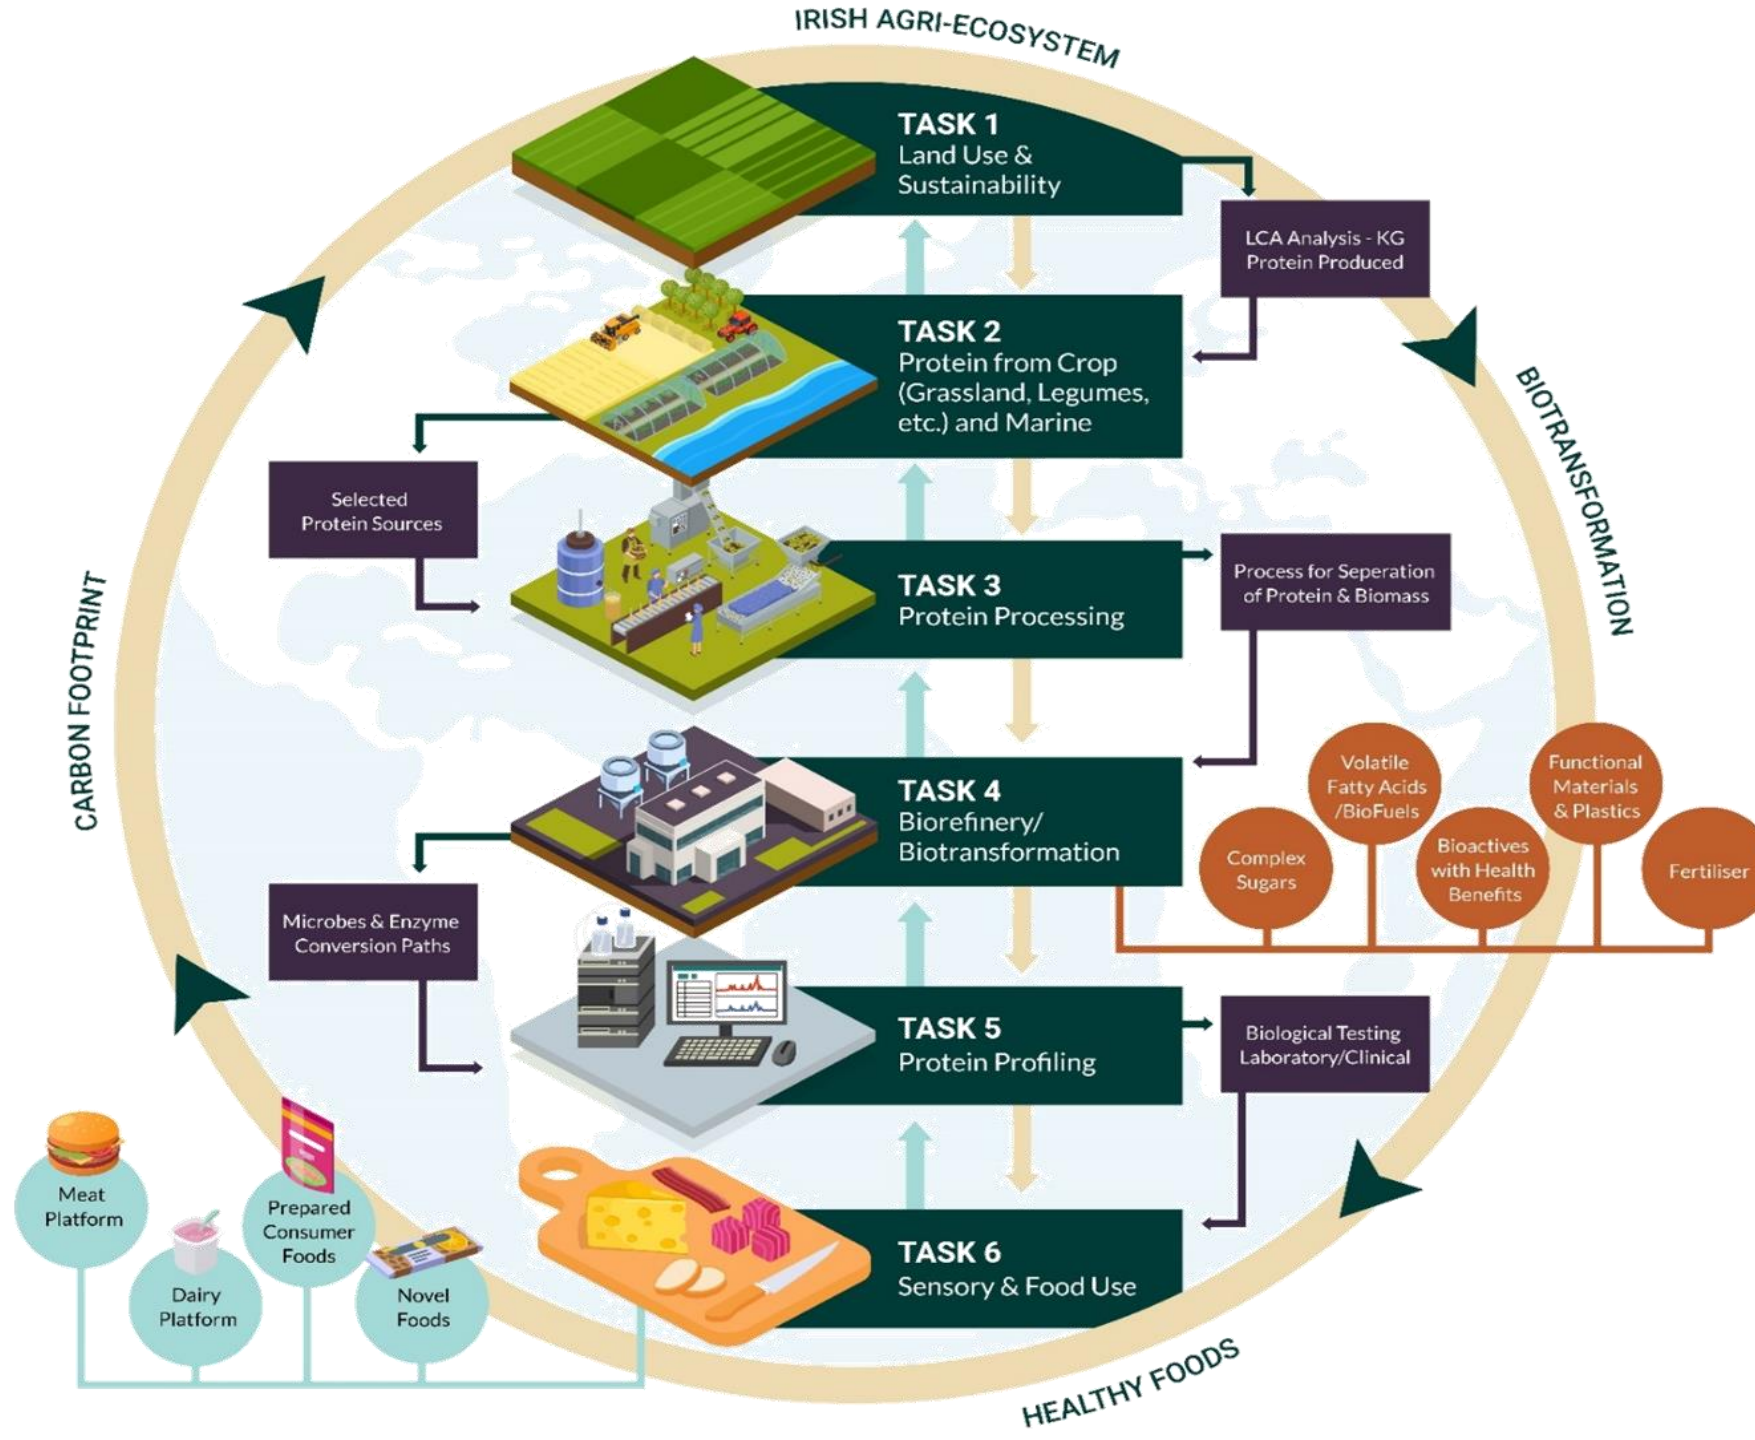 IRISH AGRI-ECOSYSTEM
TASK 1
Land Use &
Sustainability
LCA Analysis - KG
Protein Produced
TASK 2
Protein from Crop
(Grassland, Legumes,
etc.) and Marine
BIOTRANSFORMATION
Selected
Protein Sources
TASK 3
Protein Processing
Process for Seperation
of Protein & Biomass
CARBON FOOTPRINT
TASK 4
Biorefinery/
Biotransformation
Complex
Sugars
Volatile
Fatty Acids
/BioFuels
Bioactives
with Health
Benefits
Functional
Materials
& Plastics
Fertiliser
Microbes & Enzyme
Conversion Paths
TASK 5
Protein Profiling
Biological Testing
Laboratory/Clinical
Meat
Platform
Dairy
Platform
Prepared
Consumer
Foods
Novel
Foods
TASK 6
Sensory & Food Use
HEALTHY FOODS